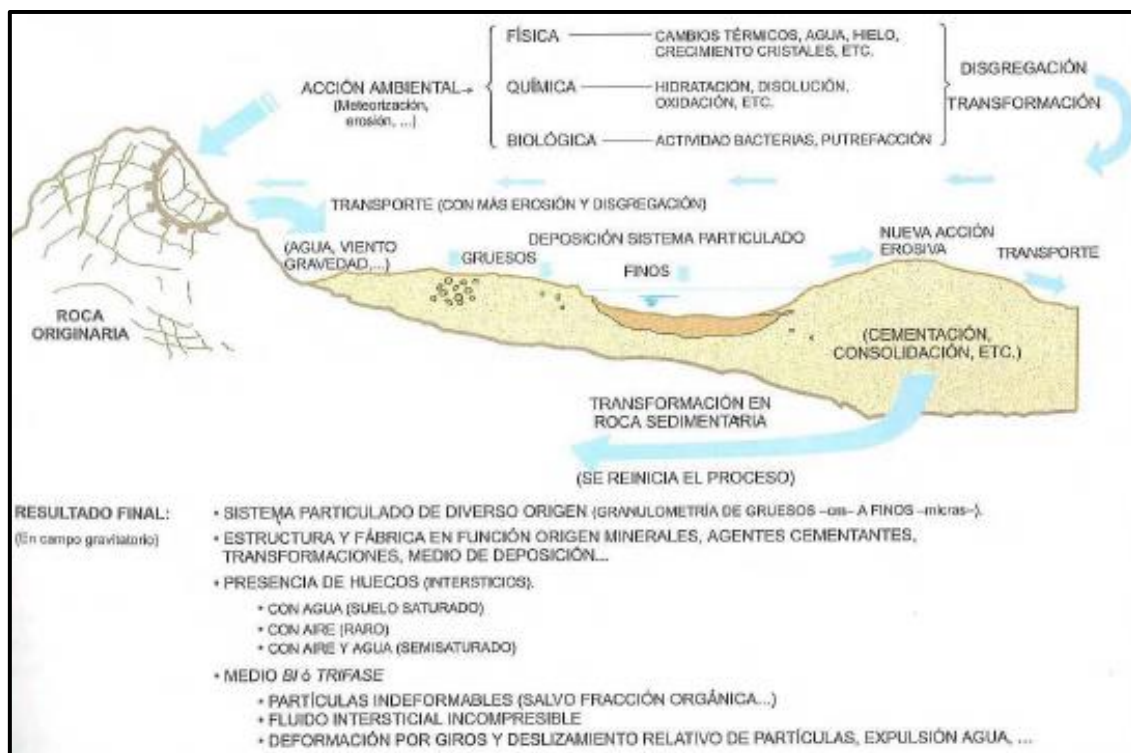 FÍSICA — CAMBIOS TÉRMICOS, AGUA, HIELO,
CRECIMIENTO CRISTALES, ETC.
DISGREGACIÓN
ACCIÓN AMBIENTAL→
(Meteorización,
erosión, ...)
QUÍMICA — HIDRATACIÓN, DISOLUCIÓN,
OXIDACIÓN, ETC.
TRANSFORMACIÓN
BIOLÓGICA — ACTIVIDAD BACTERIAS, PUTREFACCIÓN
TRANSPORTE (CON MÁS EROSIÓN Y DISGREGACIÓN)
(AGUA, VIENTO
GRAVEDAD,...)
DEPOSICIÓN SISTEMA PARTICULADO
GRUESOS
FINOS
NUEVA ACCIÓN
EROSIVA
TRANSPORTE
ROCA
ORIGINARIA
(CEMENTACIÓN,
CONSOLIDACIÓN, ETC.)
TRANSFORMACIÓN EN
ROCA SEDIMENTARIA
(SE REINICIA EL PROCESO)
RESULTADO FINAL:
(En campo gravitatorio)
• SISTEMA PARTICULADO DE DIVERSO ORIGEN (GRANULOMETRÍA DE GRUESOS –cm– A FINOS –micras–).
• ESTRUCTURA Y FÁBRICA EN FUNCIÓN ORIGEN MINERALES, AGENTES CEMENTANTES,
TRANSFORMACIONES, MEDIO DE DEPOSICIÓN...
• PRESENCIA DE HUECOS (INTERSTICIOS).
• CON AGUA (SUELO SATURADO)
• CON AIRE (RARO)
• CON AIRE Y AGUA (SEMISATURADO)
• MEDIO BI ó TRIFASE
• PARTÍCULAS INDEFORMABLES (SALVO FRACCIÓN ORGÁNICA...)
• FLUIDO INTERSTICIAL INCOMPRESIBLE
• DEFORMACIÓN POR GIROS Y DESLIZAMIENTO RELATIVO DE PARTÍCULAS, EXPULSIÓN AGUA, ...